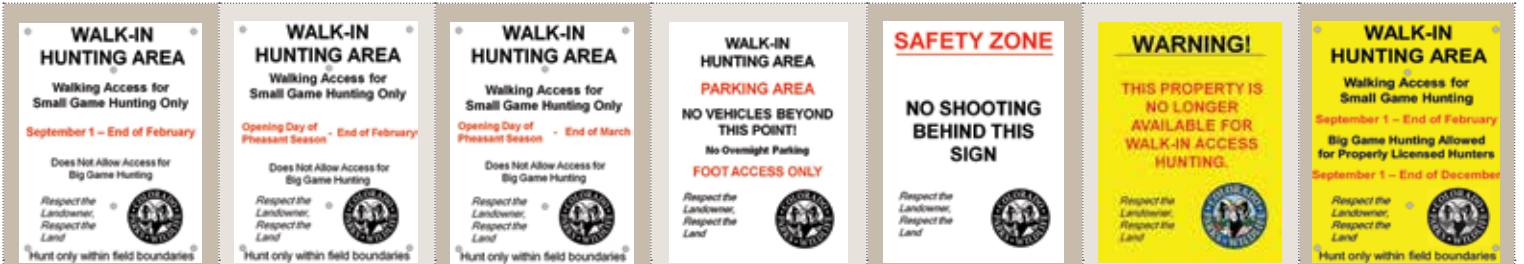 WALK-IN
HUNTING AREA
Walking Access for
Small Game Hunting Only
September 1 – End of February
Does Not Allow Access for
Big Game Hunting
Respect the
Landowner,
Respect the
Land
Hunt only within field boundaries
WALK-IN
HUNTING AREA
Walking Access for
Small Game Hunting Only
Opening Day of
Pheasant Season - End of February
Does Not Allow Access for
Big Game Hunting
Respect the
Landowner,
Respect the
Land
Hunt only within field boundaries
WALK-IN
HUNTING AREA
Walking Access for
Small Game Hunting Only
Opening Day of
Pheasant Season - End of March
Does Not Allow Access for
Big Game Hunting
Respect the
Landowner,
Respect the
Land
Hunt only within field boundaries
WALK-IN
HUNTING AREA
PARKING AREA
NO VEHICLES BEYOND
THIS POINT!
No Overnight Parking
FOOT ACCESS ONLY
Respect the
Landowner,
Respect the
Land
SAFETY ZONE
NO SHOOTING
BEHIND THIS
SIGN
Respect the
Landowner,
Respect the
Land
WARNING!
THIS PROPERTY IS
NO LONGER
AVAILABLE FOR
WALK-IN ACCESS
HUNTING.
Respect the
Landowner,
Respect the
Land
WALK-IN
HUNTING AREA
Walking Access for
Small Game Hunting
September 1 – End of February
Big Game Hunting Allowed
for Properly Licensed Hunters
September 1 – End of December
Respect the
Landowner,
Respect the
Land
Hunt only within field boundaries